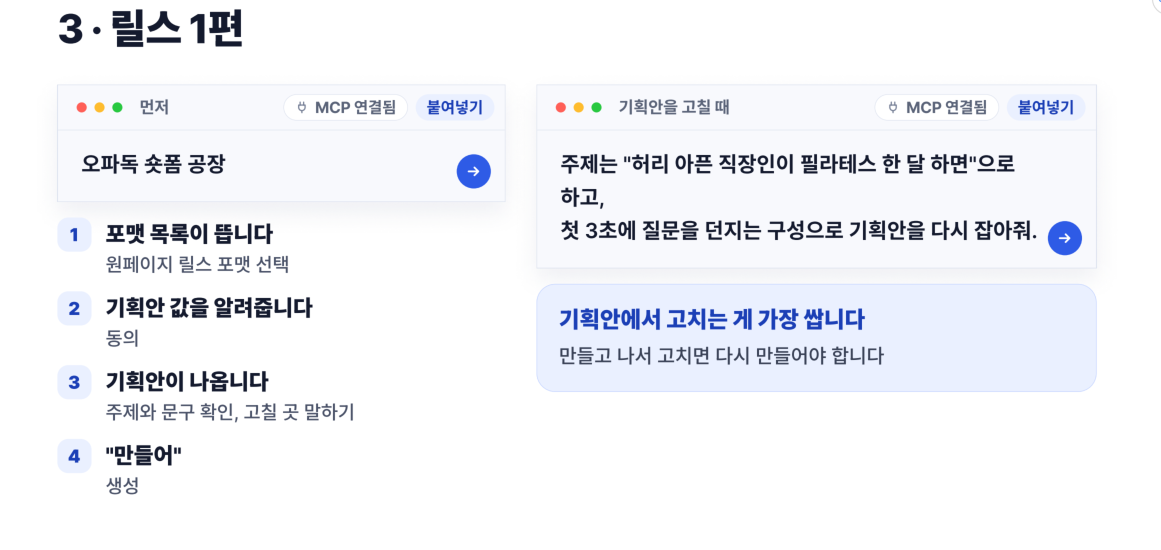 3 · 릴스 1편
먼저
MCP 연결됨
붙여넣기
오파독 숏폼 공장
1
포맷 목록이 뜹니다
원페이지 릴스 포맷 선택
2
기획안 값을 알려줍니다
동의
3
기획안이 나옵니다
주제와 문구 확인, 고칠 곳 말하기
4
"만들어"
생성
기획안을 고칠 때
MCP 연결됨
붙여넣기
주제는 "허리 아픈 직장인이 필라테스 한 달 하면"으로
하고,
첫 3초에 질문을 던지는 구성으로 기획안을 다시 잡아줘.
기획안에서 고치는 게 가장 쌉니다
만들고 나서 고치면 다시 만들어야 합니다